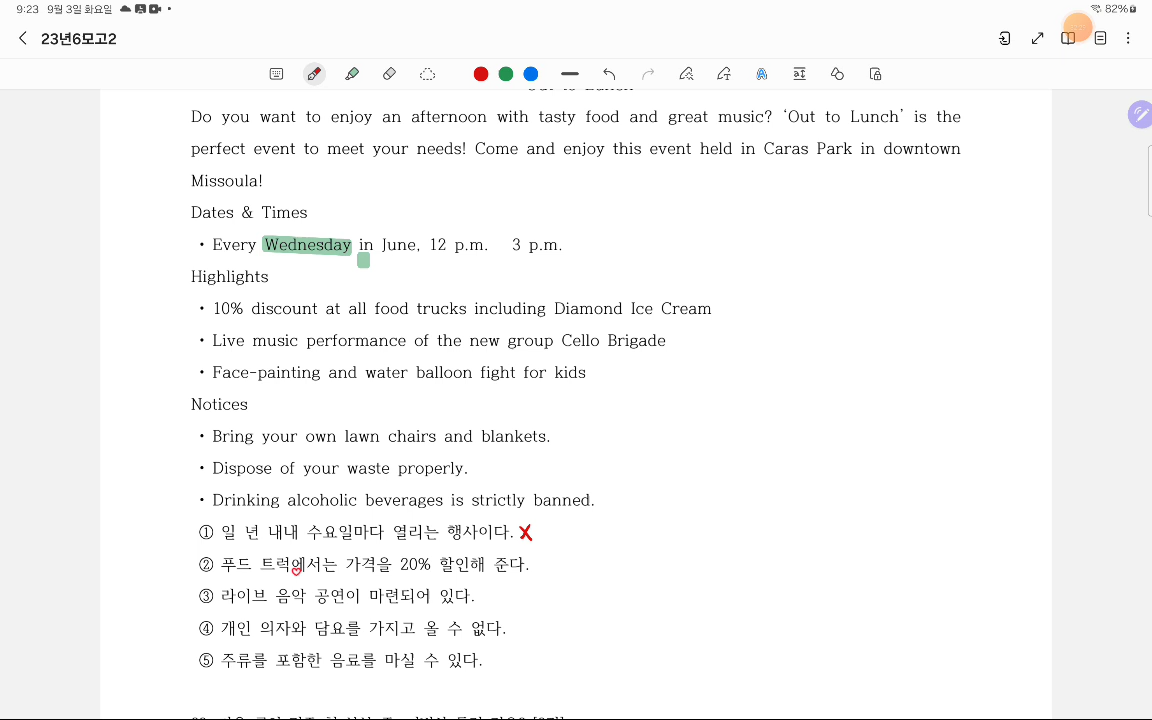 9:23 9월 3일 화요일 82%
23년6모고2
Do you want to enjoy an afternoon with tasty food and great music? ‘Out to Lunch’ is the
perfect event to meet your needs! Come and enjoy this event held in Caras Park in downtown
Missoula!
Dates & Times
・Every Wednesday in June, 12 p.m. 3 p.m.
Highlights
・10% discount at all food trucks including Diamond Ice Cream
・Live music performance of the new group Cello Brigade
・Face-painting and water balloon fight for kids
Notices
・Bring your own lawn chairs and blankets.
・Dispose of your waste properly.
・Drinking alcoholic beverages is strictly banned.
① 일 년 내내 수요일마다 열리는 행사이다. X
② 푸드 트럭에서는 가격을 20% 할인해 준다.
③ 라이브 음악 공연이 마련되어 있다.
④ 개인 의자와 담요를 가지고 올 수 없다.
⑤ 주류를 포함한 음료를 마실 수 있다.